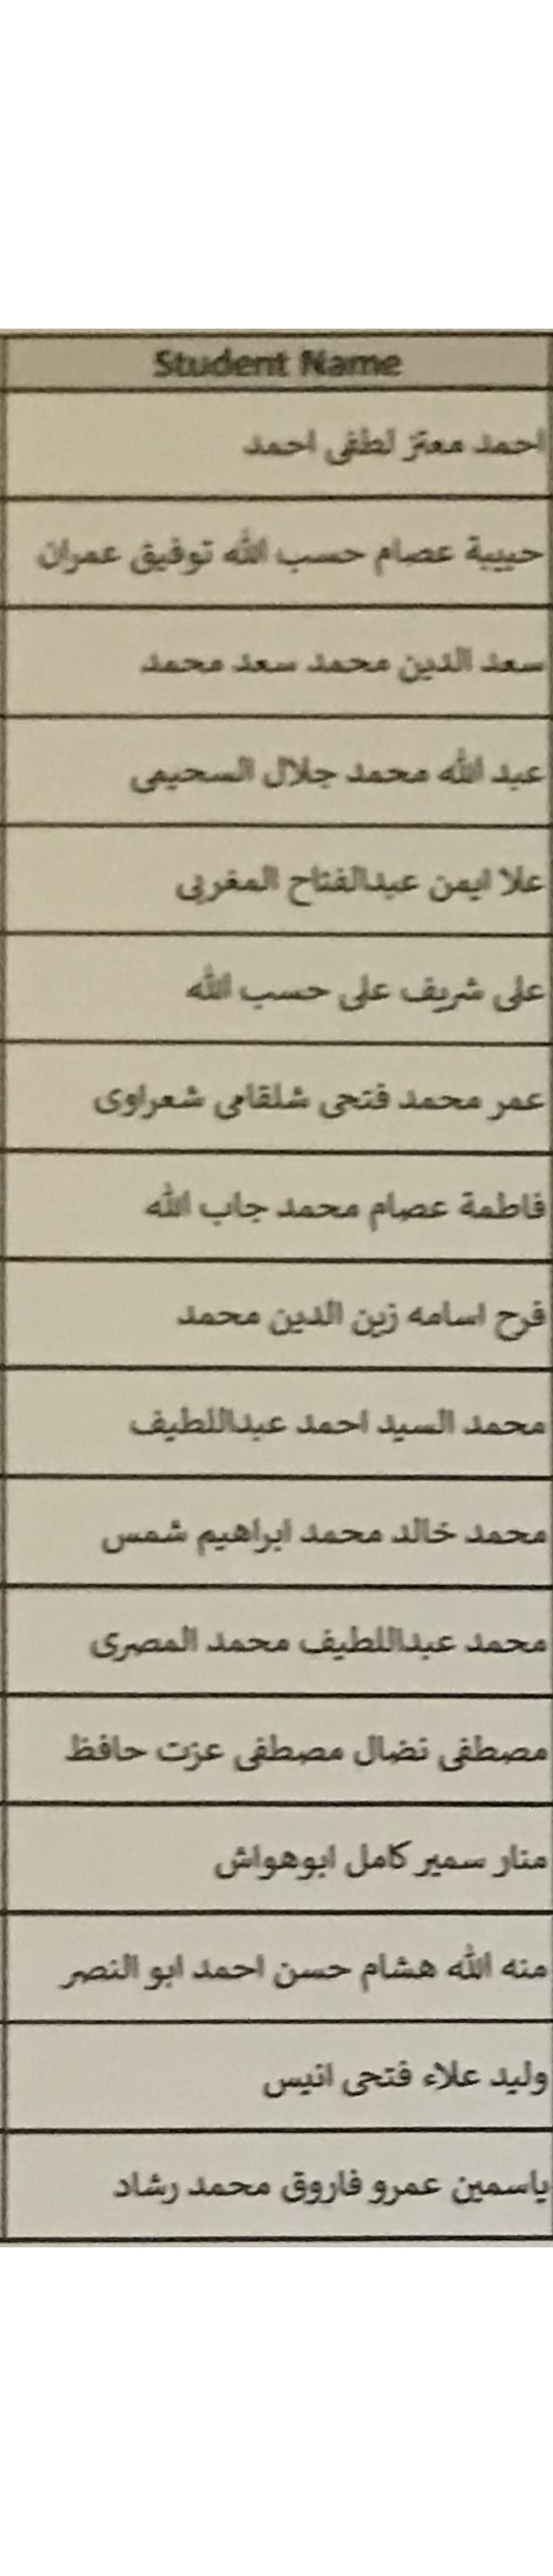 Student Name
احمد معتز لطفى احمد
حبيبة عصام حسب الله توفيق عمران
سعد الدين محمد سعد محمد
عبد الله محمد جلال السحيمى
علا ايمن عبدالفتاح المغربى
على شريف على حسب الله
عمر محمد فتحى شلقامى شعراوى
فاطمة عصام محمد جاب الله
فرح اسامه زين الدين محمد
محمد السيد احمد عبداللطيف
محمد خالد محمد ابراهيم شمس
محمد عبداللطيف محمد المصرى
مصطفى نضال مصطفى عزت حافظ
منار سمير كامل ابوهواش
منه الله هشام حسن احمد ابو النصر
وليد علاء فتحى انيس
ياسمين عمرو فاروق محمد رشاد